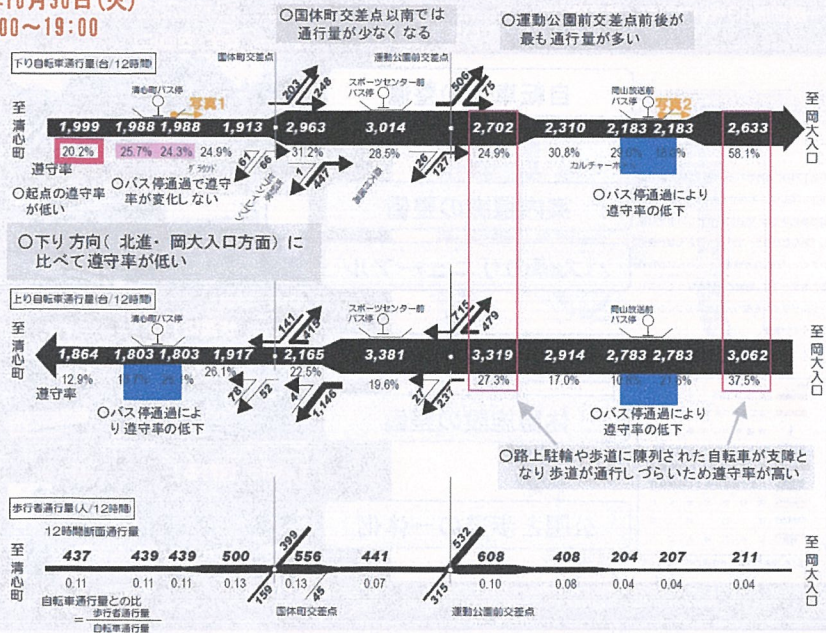 10月30日(火)
00～19:00
○国体町交差点以南では
通行量が少なくなる
○運動公園前交差点前後が
最も通行量が多い
下り自転車通行量(台/12時間)
国体町交差点
運動公園前交差点
203
248
506
75
清心町バス停
写真1
スポーツセンター前
バス停
岡山放送前
バス停
写真2
至清心町
1,999 1,988 1,988 1,913 2,963 3,014 2,702 2,310 2,183 2,183 2,633
至岡大入口
20.2% 25.7% 24.3% 24.9% 31.2% 28.5% 24.9% 30.8% 58.1%
61
66
1
447
26
127
遵守率
グラウンド
カルチャーホテル
○起点の遵守率
が低い
○バス停通過で遵守
率が変化しない
○バス停通過により
遵守率の低下
○下り方向(北進・岡大入口方面)に
比べて遵守率が低い
上り自転車通行量(台/12時間)
清心町バス停
141
415
スポーツセンター前
バス停
715
479
岡山放送前
バス停
至清心町
1,864 1,803 1,803 1,917 2,165 3,381 3,319 2,914 2,783 2,783 3,062
至岡大入口
12.9% 26.1% 22.5% 19.6% 27.3% 17.0% 37.5%
遵守率
78
52
1,146
27
237
○バス停通過によ
り遵守率の低下
○バス停通過により
遵守率の低下
○路上駐輪や歩道に陳列された自転車が支障と
なり歩道が通行しづらいため遵守率が高い
歩行者通行量(人/12時間)
12時間断面通行量
399
532
至清心町
437 439 439 500 556 441 608 408 204 207 211
至岡大入口
0.11 0.11 0.11 0.13 0.13 0.07 0.10 0.08 0.04 0.04 0.04
159
45
315
自転車通行量との比
=歩行者通行量
自転車通行量
国体町交差点
運動公園前交差点